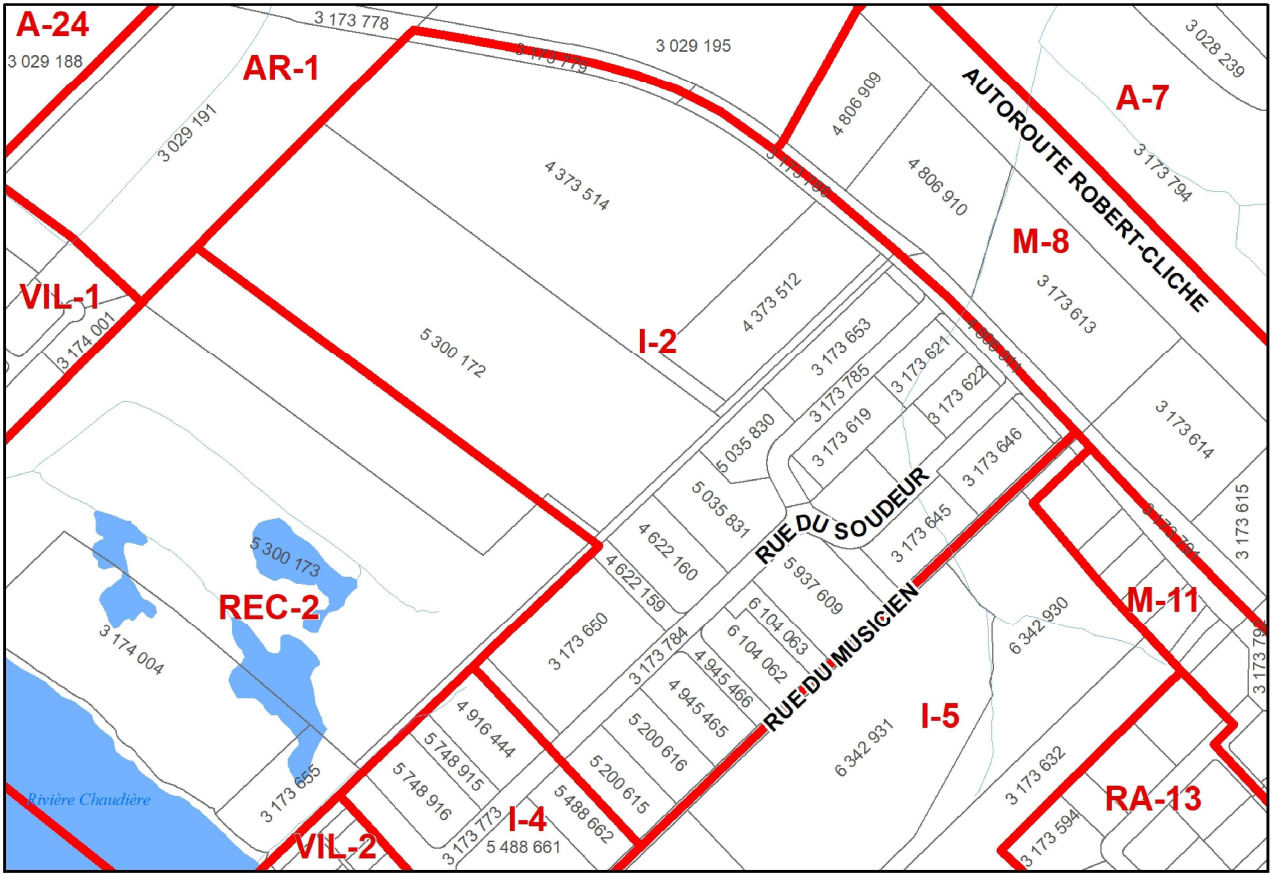 A-24
3 029 188
AR-1
3 173 778
3 173 779
3 029 195
3 029 191
4 806 909
AUTOROUTE ROBERT-CLICHE
A-7
3 028 239
3 173 794
4 373 514
4 806 910
M-8
3 173 613
VIL-1
3 174 001
5 300 172
I-2
4 373 512
3 173 653
3 173 785
3 173 621
3 173 622
3 173 619
5 035 830
5 035 831
3 173 646
3 173 645
3 173 614
3 173 615
RUE DU SOUDEUR
4 622 160
4 622 159
5 300 173
REC-2
3 174 004
3 173 650
3 173 784
5 937 609
6 104 063
6 104 062
4 945 466
4 945 465
RUE DU MUSICIEN
6 342 930
M-11
I-5
6 342 931
4 916 444
5 748 915
5 748 916
5 200 616
5 200 615
3 173 655
Rivière Chaudière
VIL-2
3 173 773
I-4
5 488 662
5 488 661
3 173 632
3 173 594
RA-13